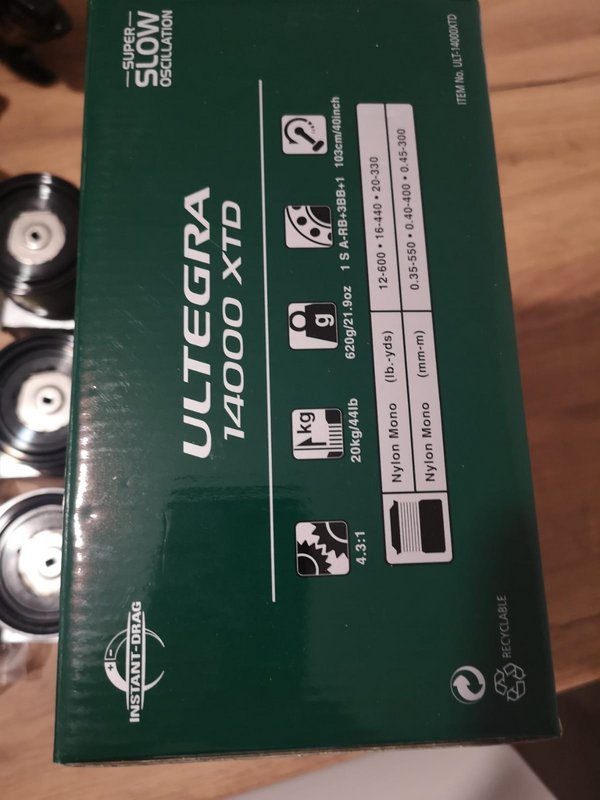 INSTANT-DRAG
SUPER
SLOW
OSCILLATION
ULTEGRA
14000 XTD
4.3:1
kg
20kg/44lb
g
620g/21.9oz
1 S A-RB+3BB+1
103cm/40inch
Nylon Mono (lb.-yds) 12-600 • 16-440 • 20-330
Nylon Mono (mm-m) 0.35-550 • 0.40-400 • 0.45-300
RECYCLABLE
ITEM No. ULT-14000XTD